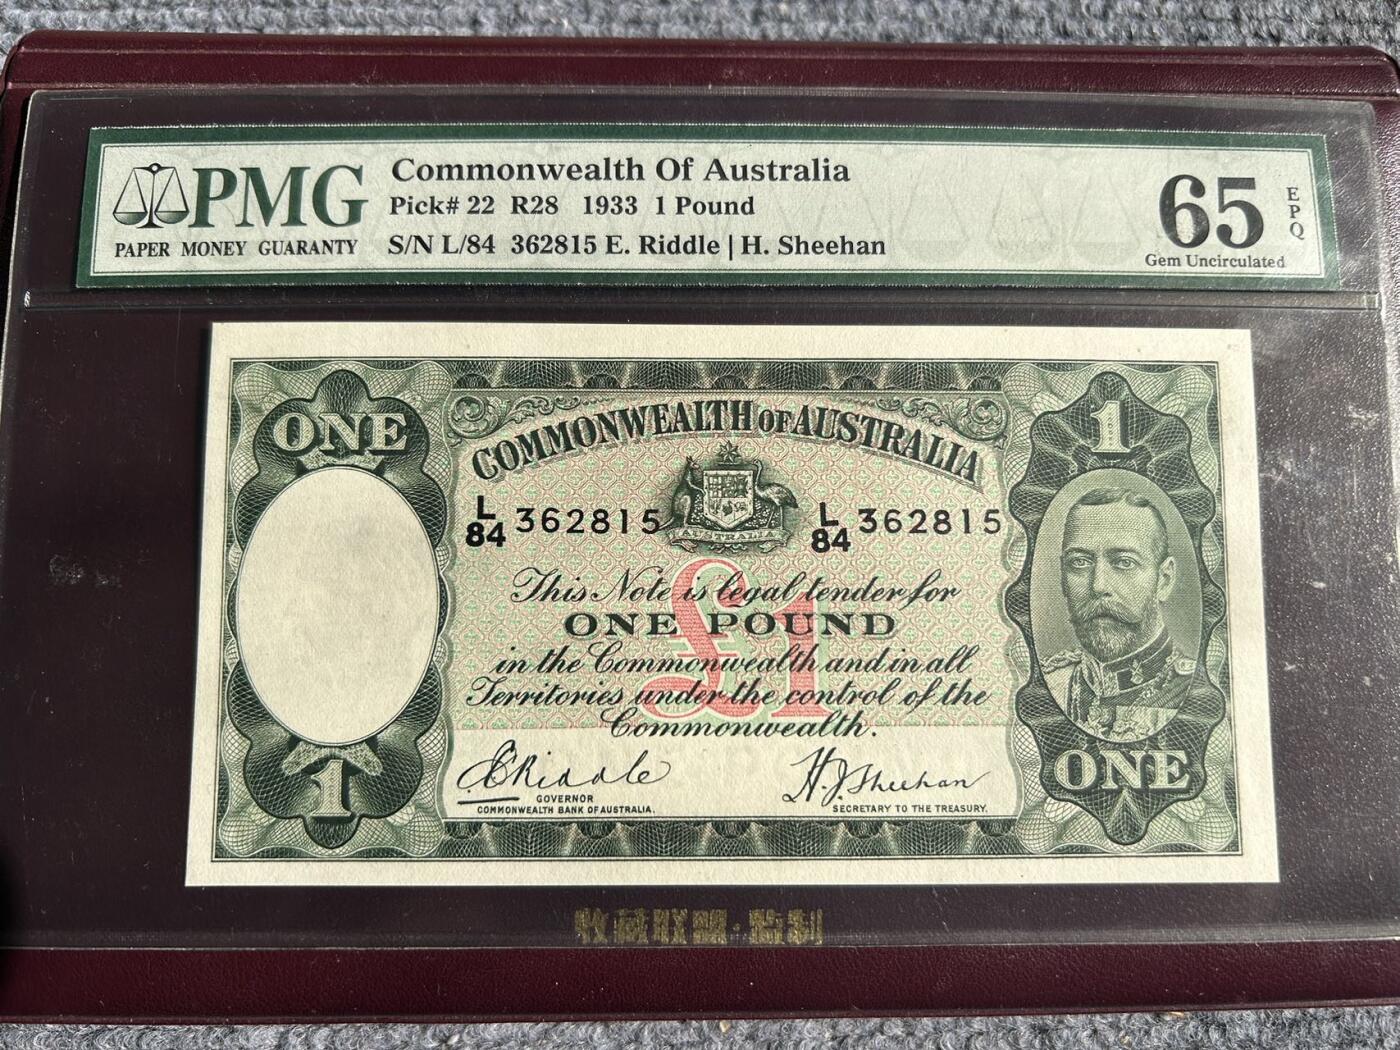 PMG
PAPER MONEY GUARANTY
Commonwealth Of Australia
Pick# 22 R28 1933 1 Pound
S/N L/84 362815 E. Riddle | H. Sheehan
65
EPQ
Gem Uncirculated
ONE
1
COMMONWEALTH OF AUSTRALIA
L/84 362815
L/84 362815
AUSTRALIA
£1
This Note is legal tender for
ONE POUND
in the Commonwealth and in all
Territories under the control of the
Commonwealth.
E Riddle
GOVERNOR
COMMONWEALTH BANK OF AUSTRALIA.
H. J. Sheehan
SECRETARY TO THE TREASURY.
1
ONE
收藏联盟·